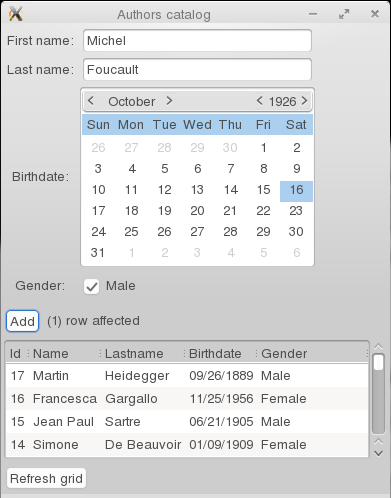 Authors catalog
First name: Michel
Last name: Foucault
< October > < 1926 >
Sun Mon Tue Wed Thu Fri Sat
26 27 28 29 30 1 2
3 4 5 6 7 8 9
Birthdate:
10 11 12 13 14 15 16
17 18 19 20 21 22 23
24 25 26 27 28 29 30
31 1 2 3 4 5 6
Gender: Male
Add (1) row affected
Id Name Lastname Birthdate Gender
17 Martin Heidegger 09/26/1889 Male
16 Francesca Gargallo 11/25/1956 Female
15 Jean Paul Sartre 06/21/1905 Male
14 Simone De Beauvoir 01/09/1909 Female
Refresh grid